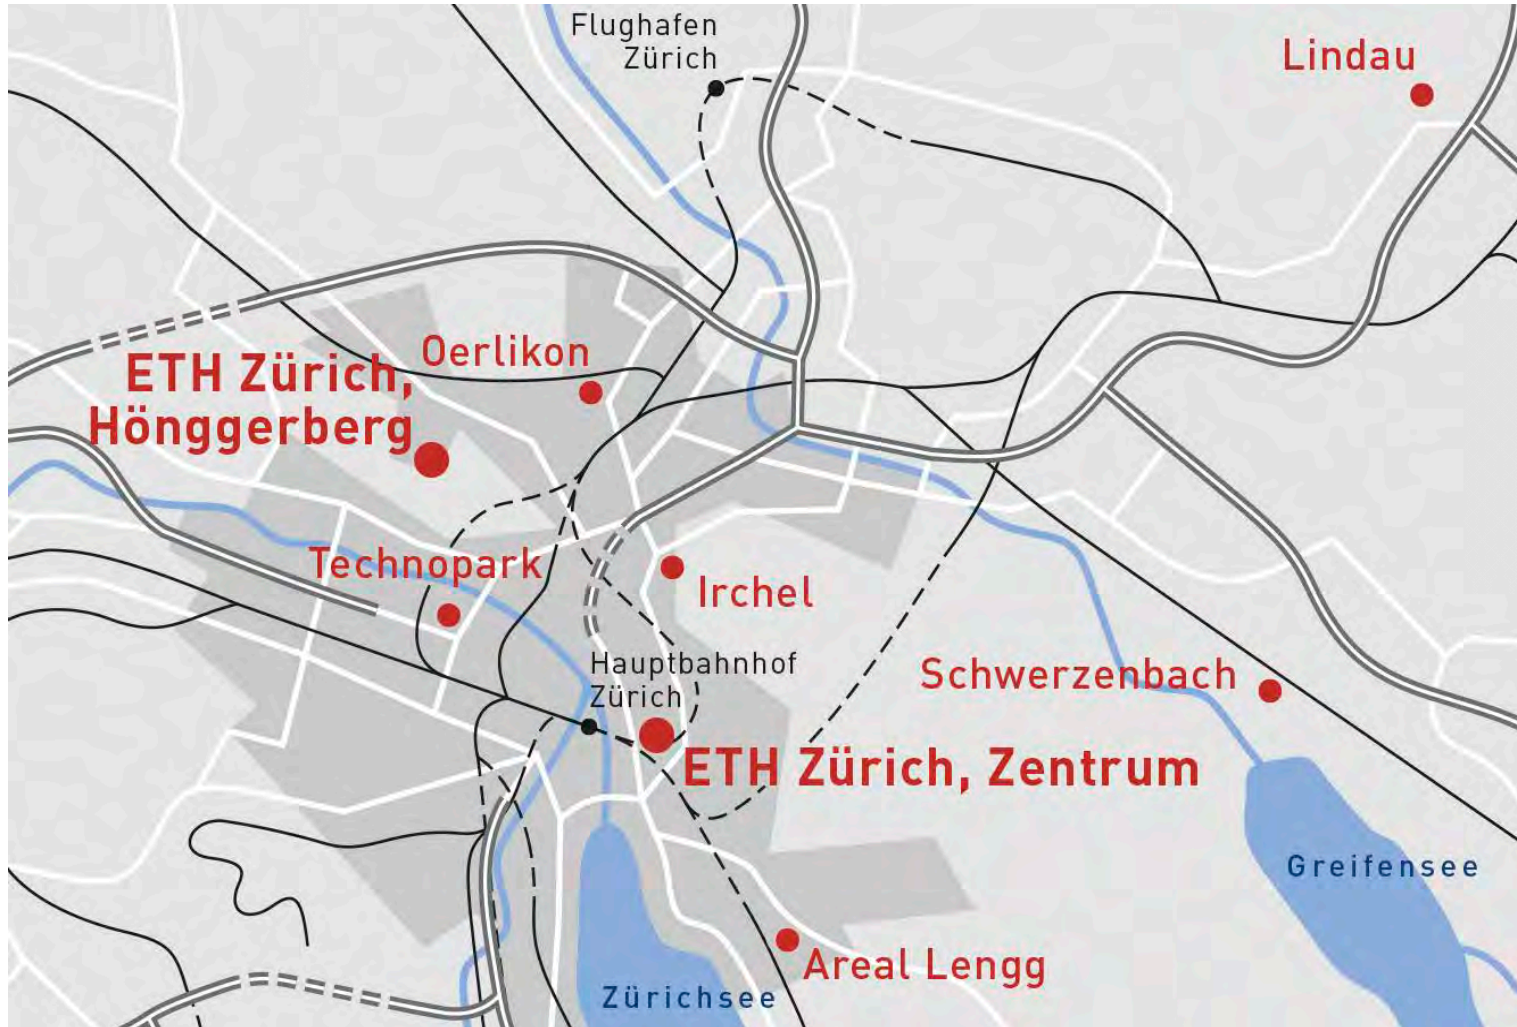 Flughafen
Zürich
Lindau
Oerlikon
ETH Zürich,
Hönggerberg
Technopark
Irchel
Hauptbahnhof
Zürich
Schwerzenbach
ETH Zürich, Zentrum
Greifensee
Areal Lengg
Zürichsee